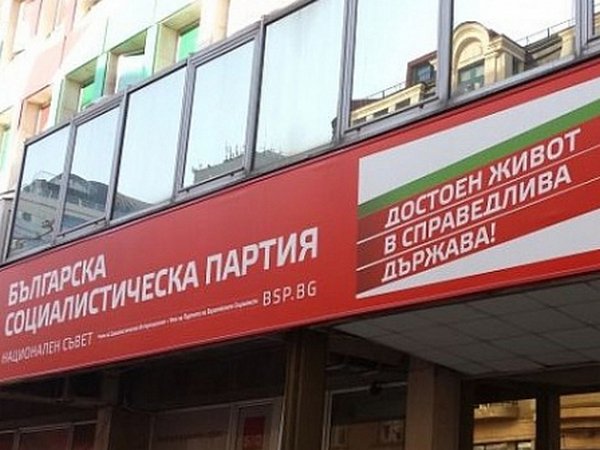 БЪЛГАРСКА
СОЦИАЛИСТИЧЕСКА ПАРТИЯ
НАЦИОНАЛЕН СЪВЕТ
BSP.BG
ДОСТОЕН ЖИВОТ
В СПРАВЕДЛИВА
ДЪРЖАВА!